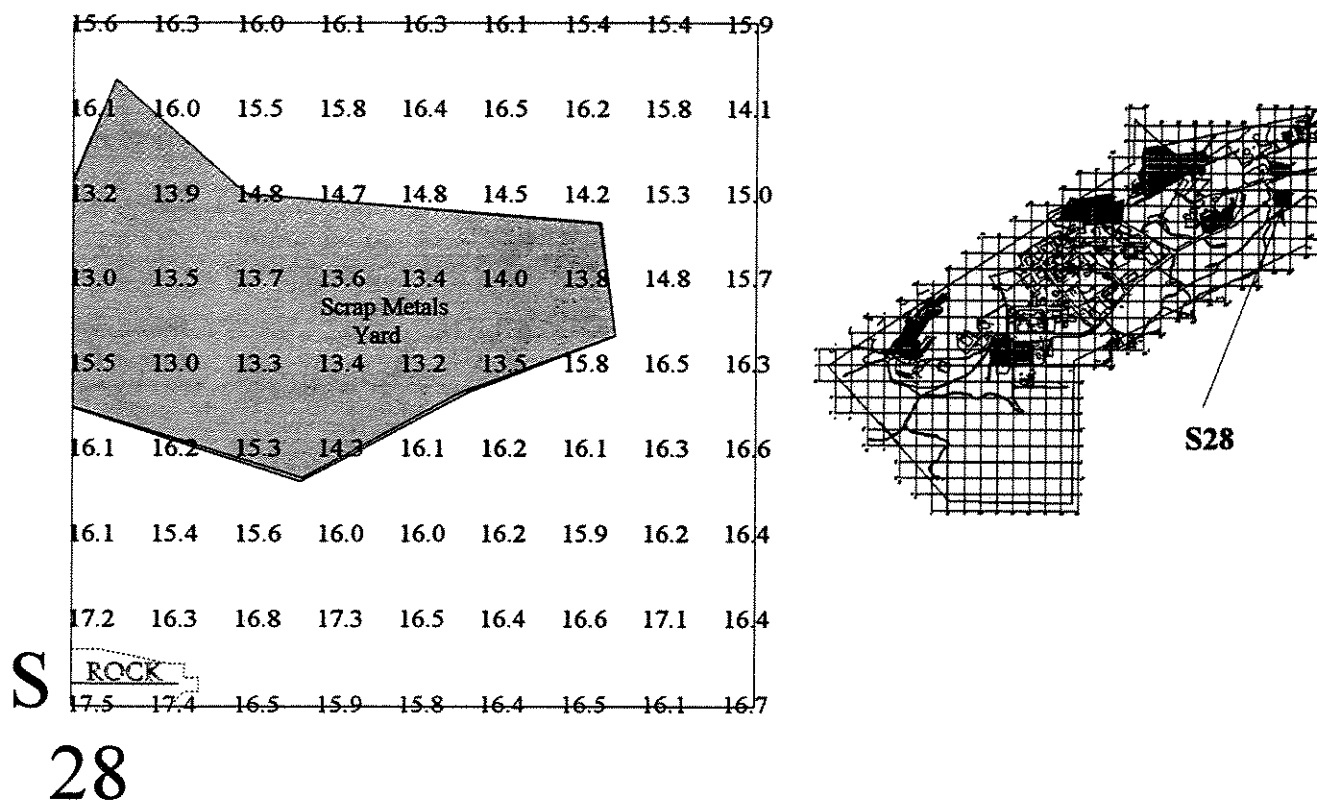 15.6 16.3 16.0 16.1 16.3 16.1 15.4 15.4 15.9
16.1 16.0 15.5 15.8 16.4 16.5 16.2 15.8 14.1
13.2 13.9 14.8 14.7 14.8 14.5 14.2 15.3 15.0
13.0 13.5 13.7 13.6 13.4 14.0 13.8 14.8 15.7
Scrap Metals
Yard
15.5 13.0 13.3 13.4 13.2 13.5 15.8 16.5 16.3
16.1 16.2 15.3 14.3 16.1 16.2 16.1 16.3 16.6
16.1 15.4 15.6 16.0 16.0 16.2 15.9 16.2 16.4
17.2 16.3 16.8 17.3 16.5 16.4 16.6 17.1 16.4
S ROCK
17.5 17.4 16.5 15.9 15.8 16.4 16.5 16.1 16.7
28
S28